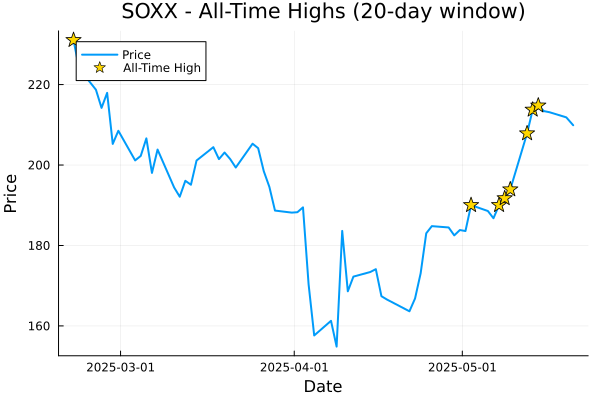 SOXX - All-Time Highs (20-day window)
Price
All-Time High
220
200
180
160
Price
2025-03-01
2025-04-01
2025-05-01
Date